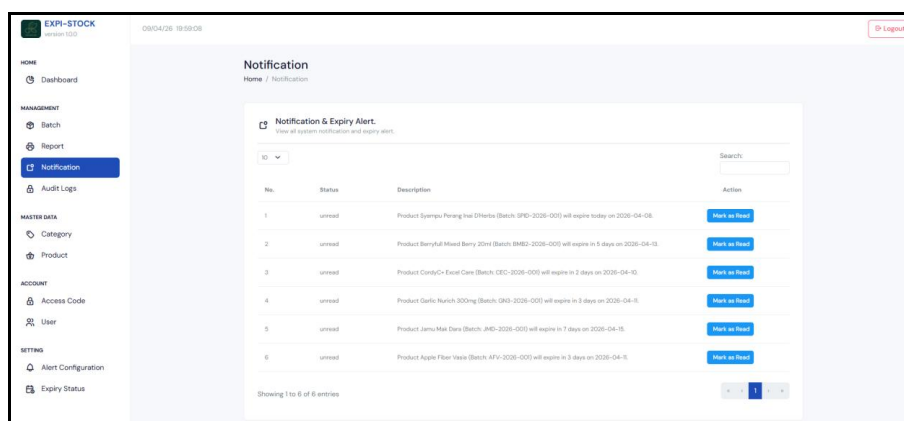 EXPI-STOCK
version 1.0.0
09/04/26 19:59:08
Logout
HOME
Dashboard
MANAGEMENT
Batch
Report
Notification
Audit Logs
MASTER DATA
Category
Product
ACCOUNT
Access Code
User
SETTING
Alert Configuration
Expiry Status
Notification
Home / Notification
Notification & Expiry Alert.
View all system notification and expiry alert.
10
Search:
No. Status Description Action
1 unread Product Syampu Perang Inai D'Herbs (Batch: SPID-2026-001) will expire today on 2026-04-08. Mark as Read
2 unread Product Berryfull Mixed Berry 20ml (Batch: BMB2-2026-001) will expire in 5 days on 2026-04-13. Mark as Read
3 unread Product CordyC+ Excel Care (Batch: CEC-2026-001) will expire in 2 days on 2026-04-10. Mark as Read
4 unread Product Garlic Nurich 300mg (Batch: GN3-2026-001) will expire in 3 days on 2026-04-11. Mark as Read
5 unread Product Jamu Mak Dara (Batch: JMD-2026-001) will expire in 7 days on 2026-04-15. Mark as Read
6 unread Product Apple Fiber Vasia (Batch: AFV-2026-001) will expire in 3 days on 2026-04-11. Mark as Read
Showing 1 to 6 of 6 entries
« ‹ 1 › »